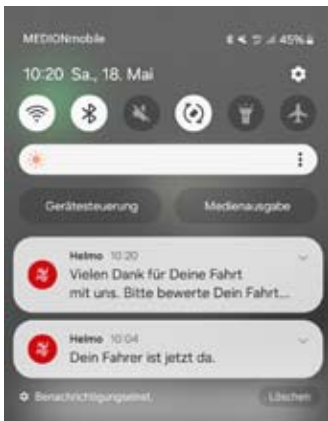 MEDIONmobile 45%
10:20 Sa., 18. Mai
Gerätesteuerung Medienausgabe
Helmo 10:20
Vielen Dank für Deine Fahrt
mit uns. Bitte bewerte Dein Fahrt...
Helmo 10:04
Dein Fahrer ist jetzt da.
Benachrichtigungseinst. Löschen